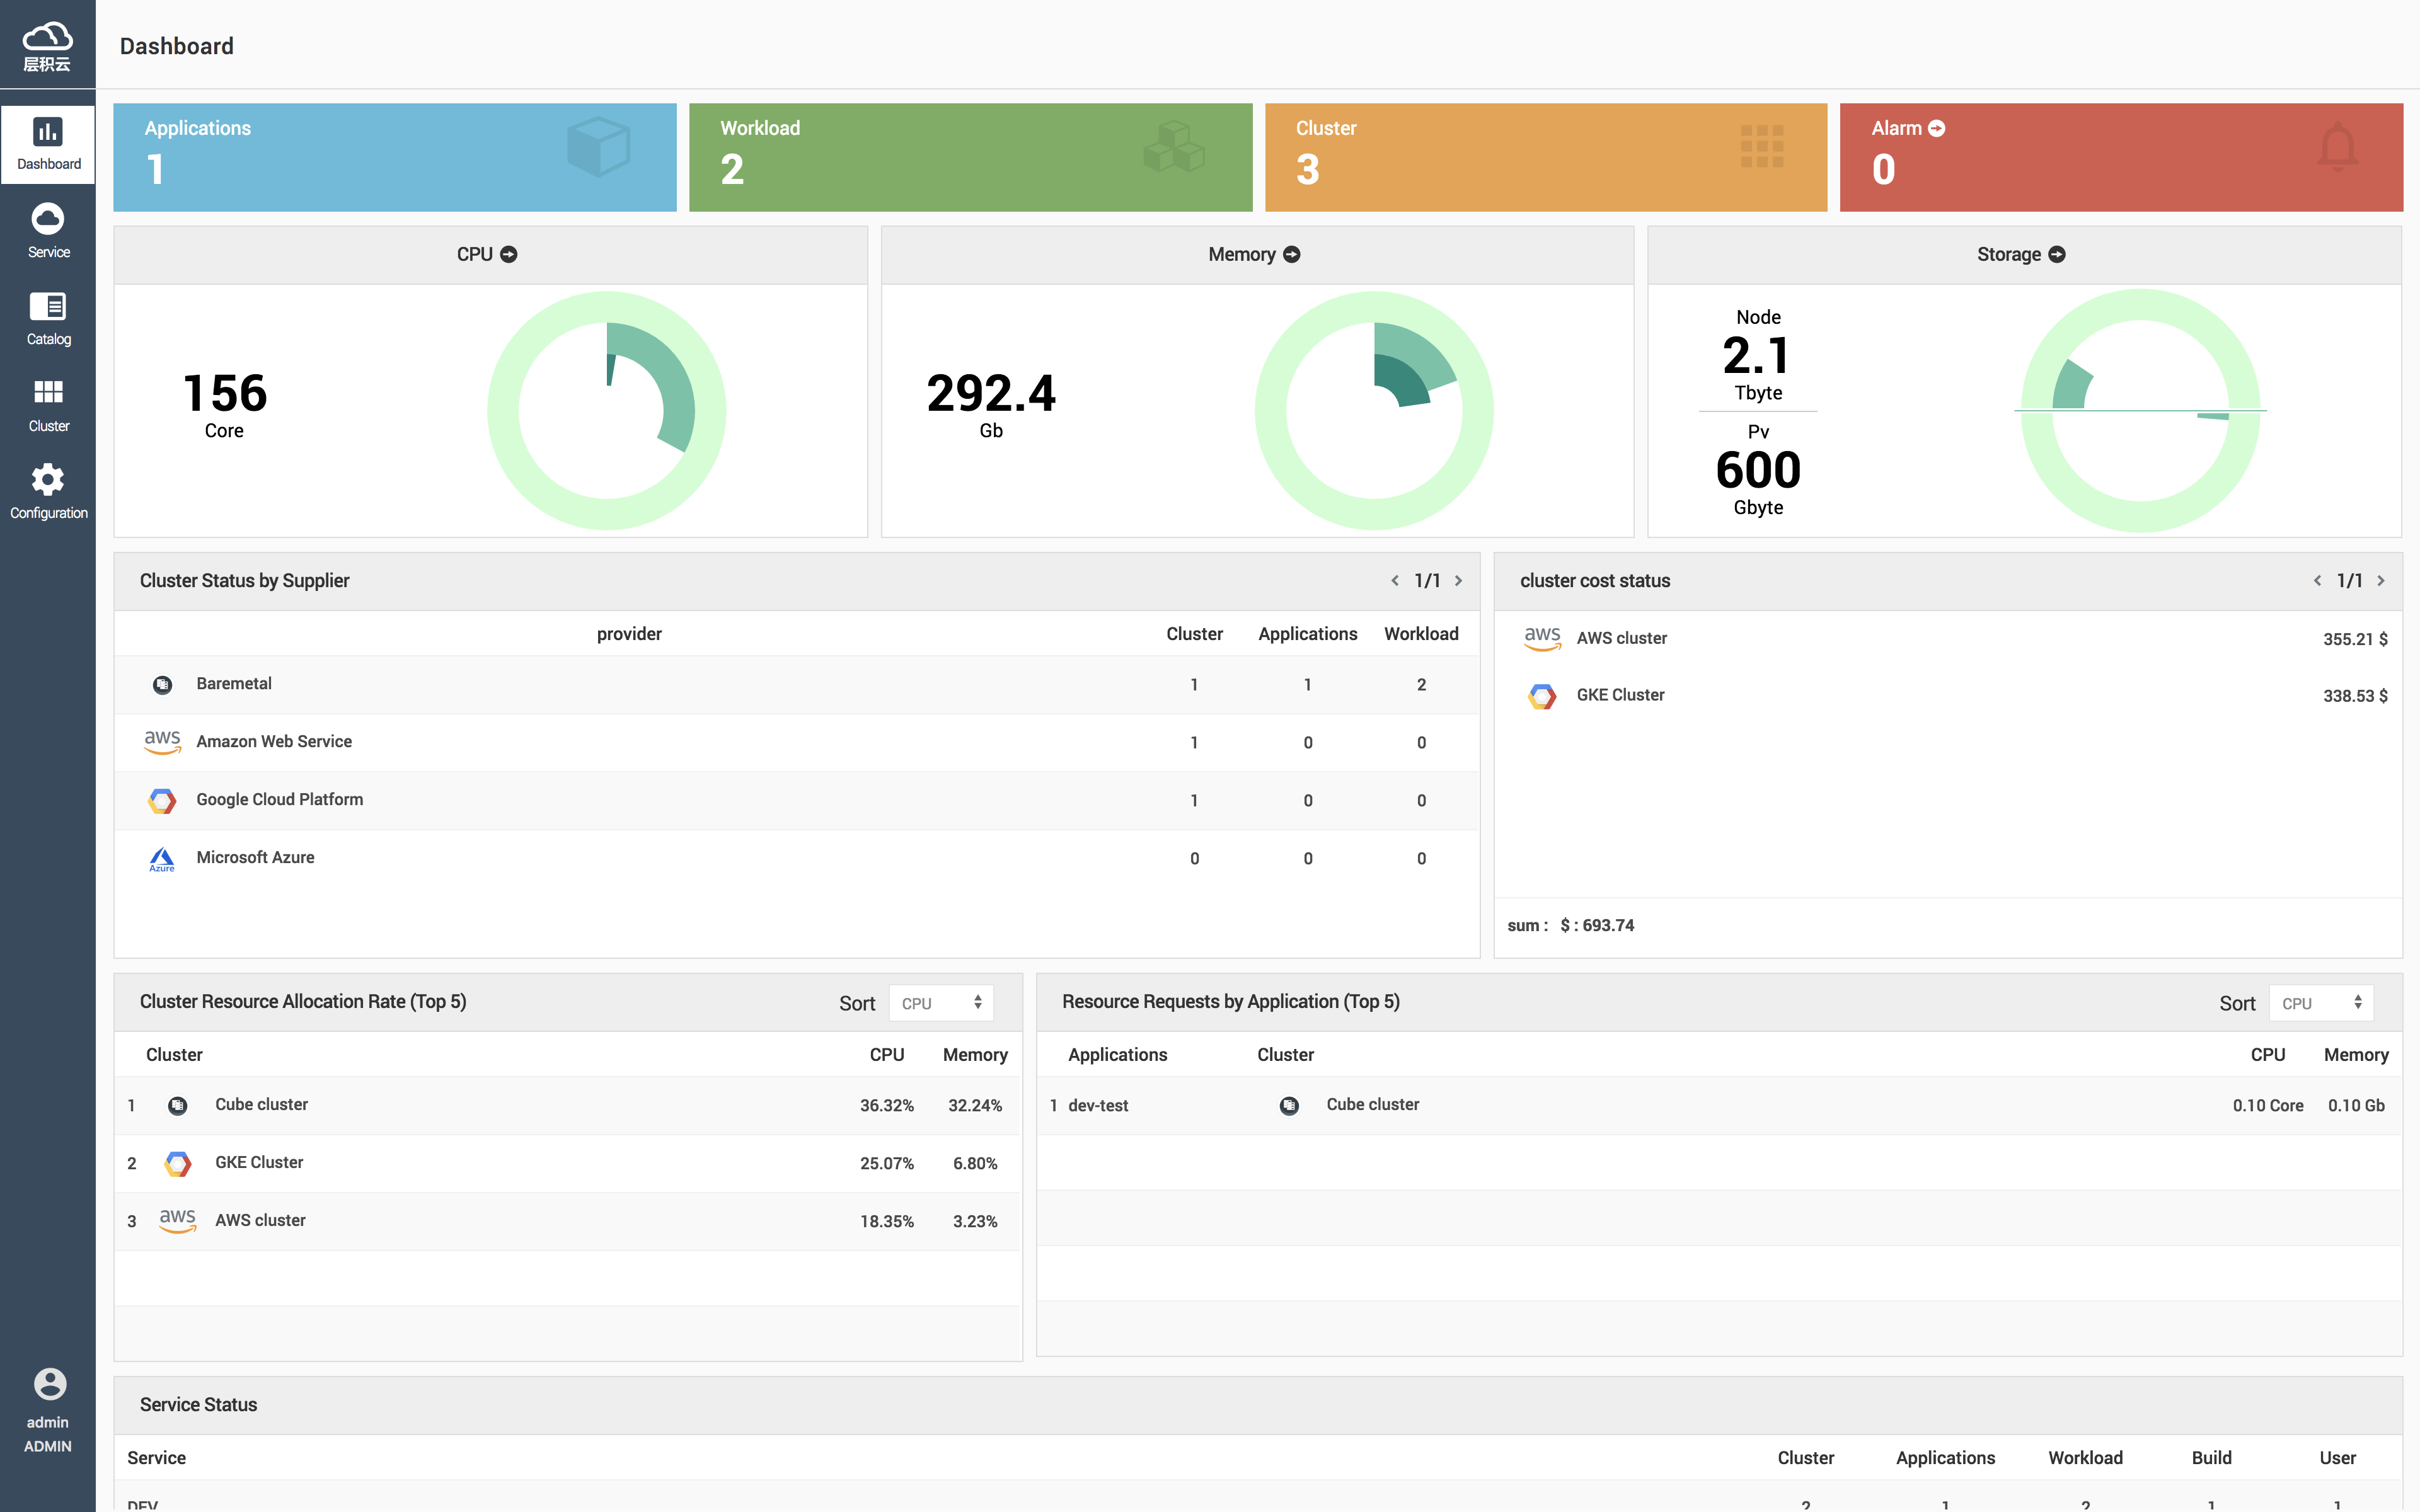 层积云
Dashboard
Dashboard
Service
Catalog
Cluster
Configuration
admin
ADMIN
Applications
1
Workload
2
Cluster
3
Alarm
0
CPU
156
Core
Memory
292.4
Gb
Storage
Node
2.1
Tbyte
Pv
600
Gbyte
Cluster Status by Supplier
1/1
provider Cluster Applications Workload
Baremetal 1 1 2
aws Amazon Web Service 1 0 0
Google Cloud Platform 1 0 0
Azure Microsoft Azure 0 0 0
cluster cost status
1/1
aws AWS cluster 355.21 $
GKE Cluster 338.53 $
sum : $ : 693.74
Cluster Resource Allocation Rate (Top 5) Sort CPU
Cluster CPU Memory
1 Cube cluster 36.32% 32.24%
2 GKE Cluster 25.07% 6.80%
3 aws AWS cluster 18.35% 3.23%
Resource Requests by Application (Top 5) Sort CPU
Applications Cluster CPU Memory
1 dev-test Cube cluster 0.10 Core 0.10 Gb
Service Status
Service Cluster Applications Workload Build User
DEV 2 1 2 1 1